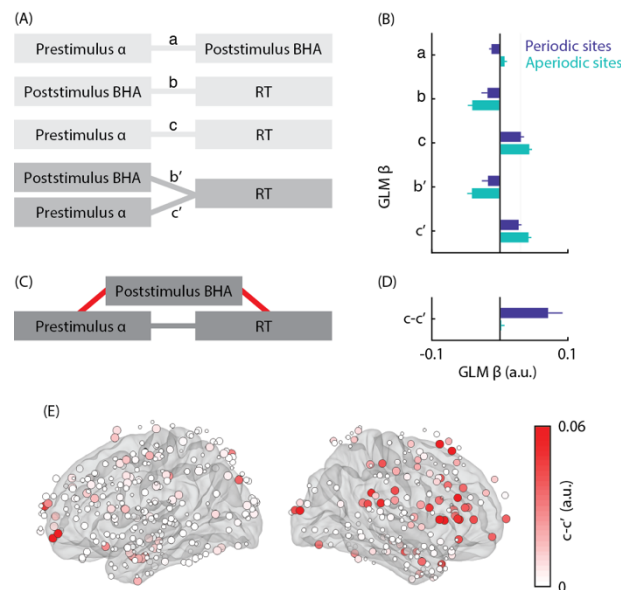 (A)
Prestimulus α a Poststimulus BHA
Poststimulus BHA b RT
Prestimulus α c RT
Poststimulus BHA b′
RT
Prestimulus α c′
(B)
Periodic sites
Aperiodic sites
GLM β
a
b
c
b′
c′
(C)
Poststimulus BHA
Prestimulus α RT
(D)
c-c′
-0.1 0.1
GLM β (a.u.)
(E)
0.06
c-c′ (a.u.)
0